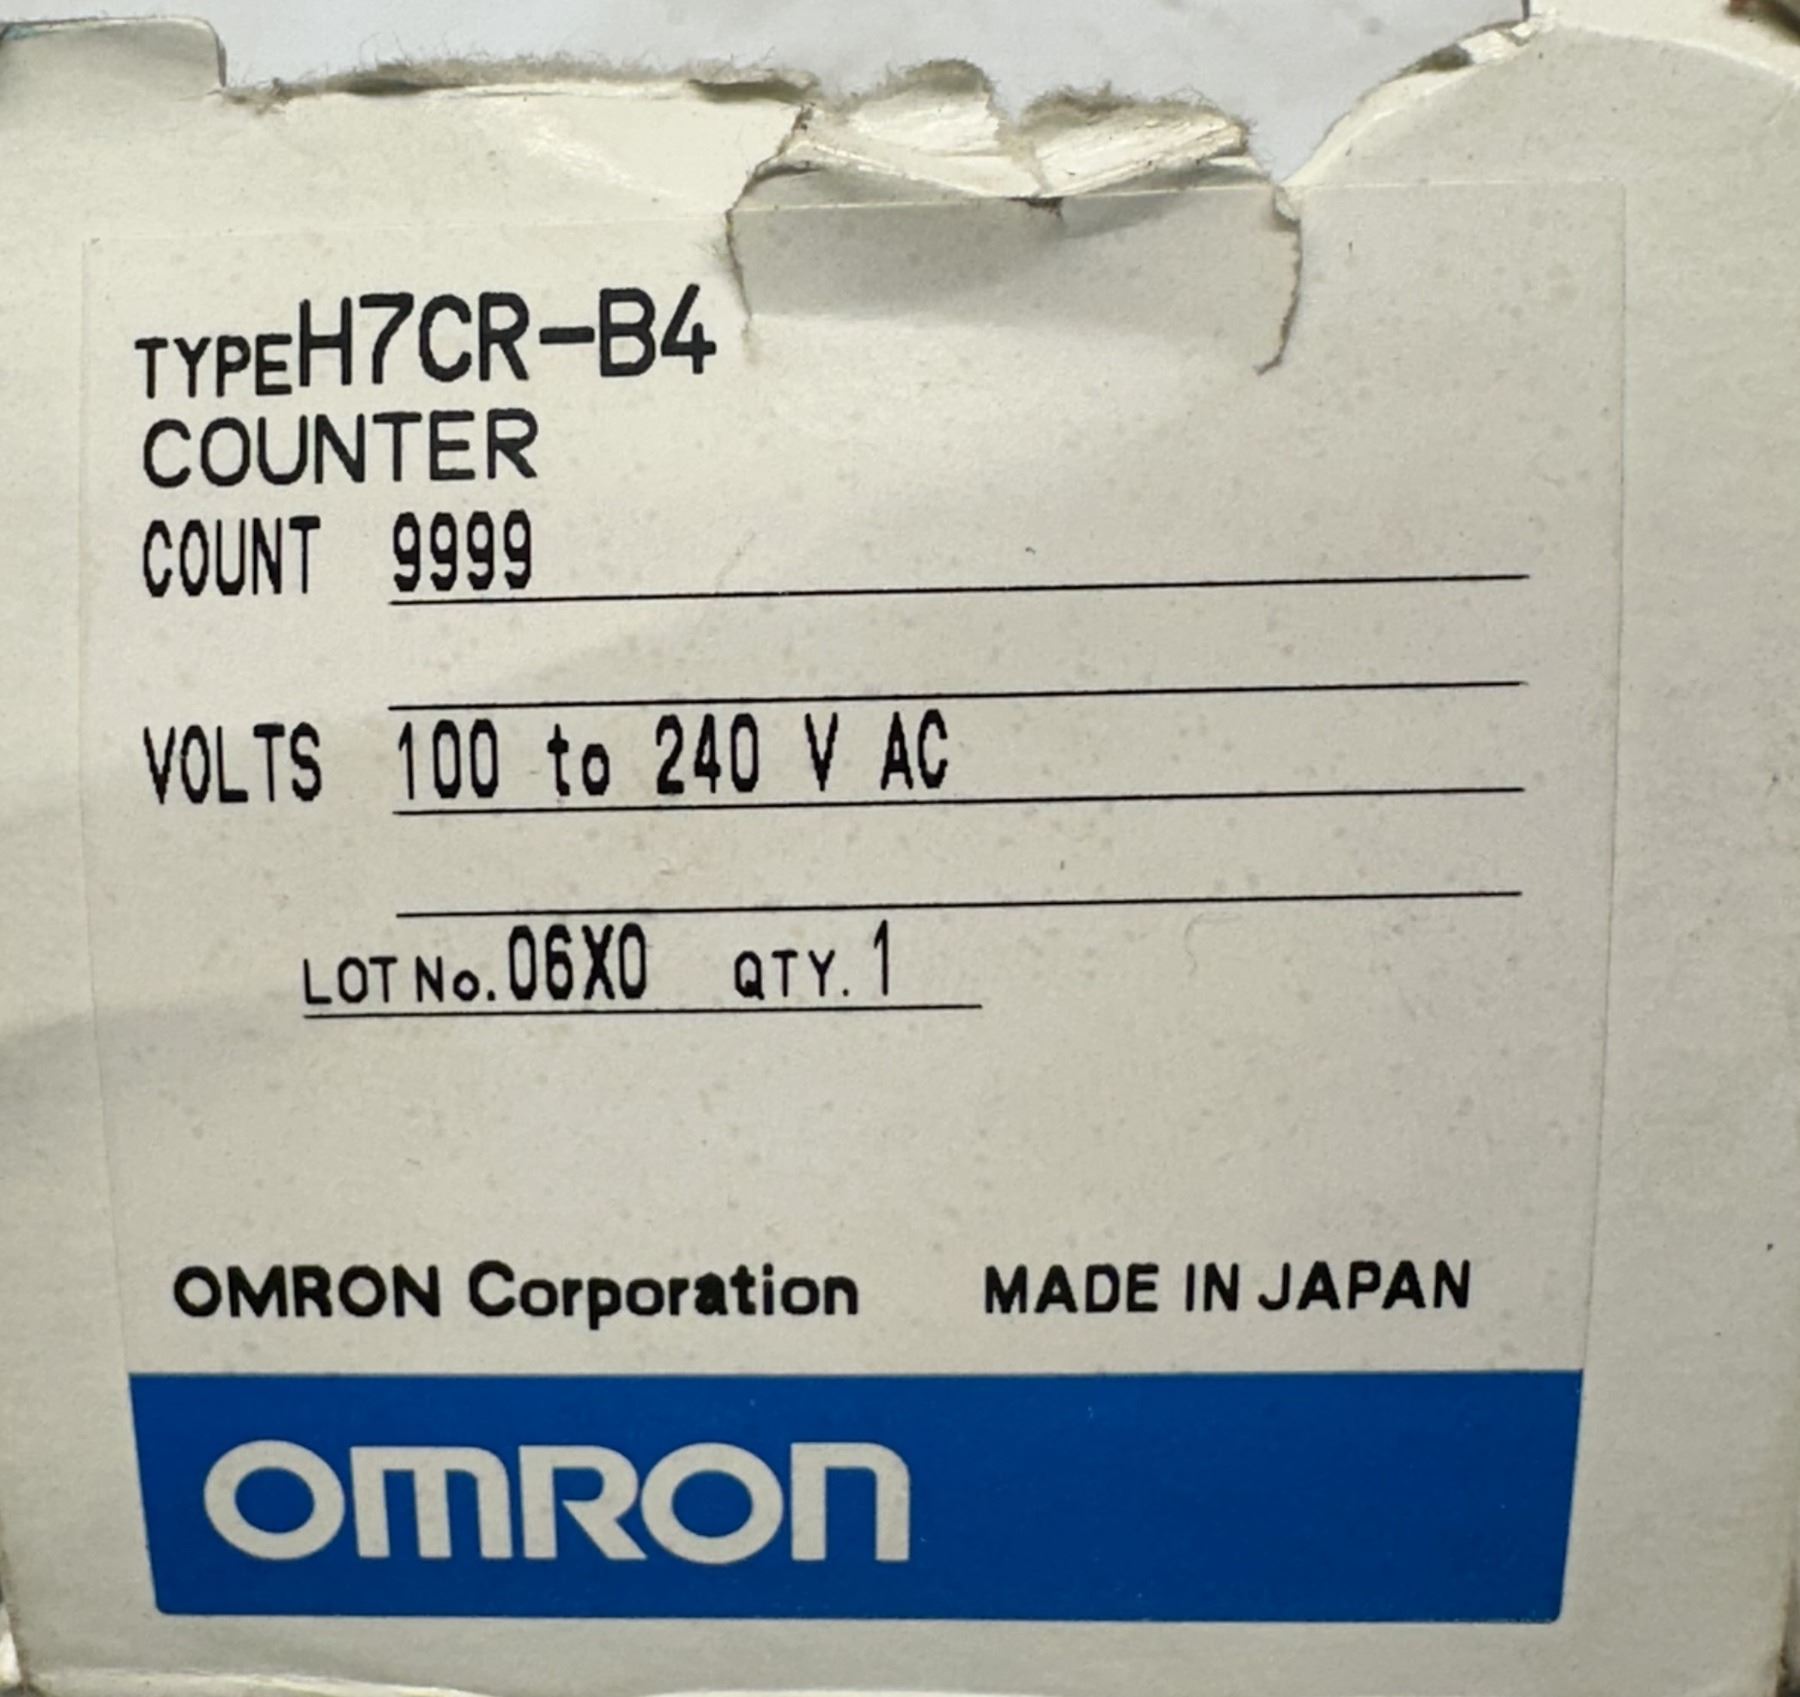 TYPE H7CR-B4
COUNTER
COUNT 9999
VOLTS 100 to 240 V AC
LOT No. 06X0 QTY. 1
OMRON Corporation MADE IN JAPAN
OMRON